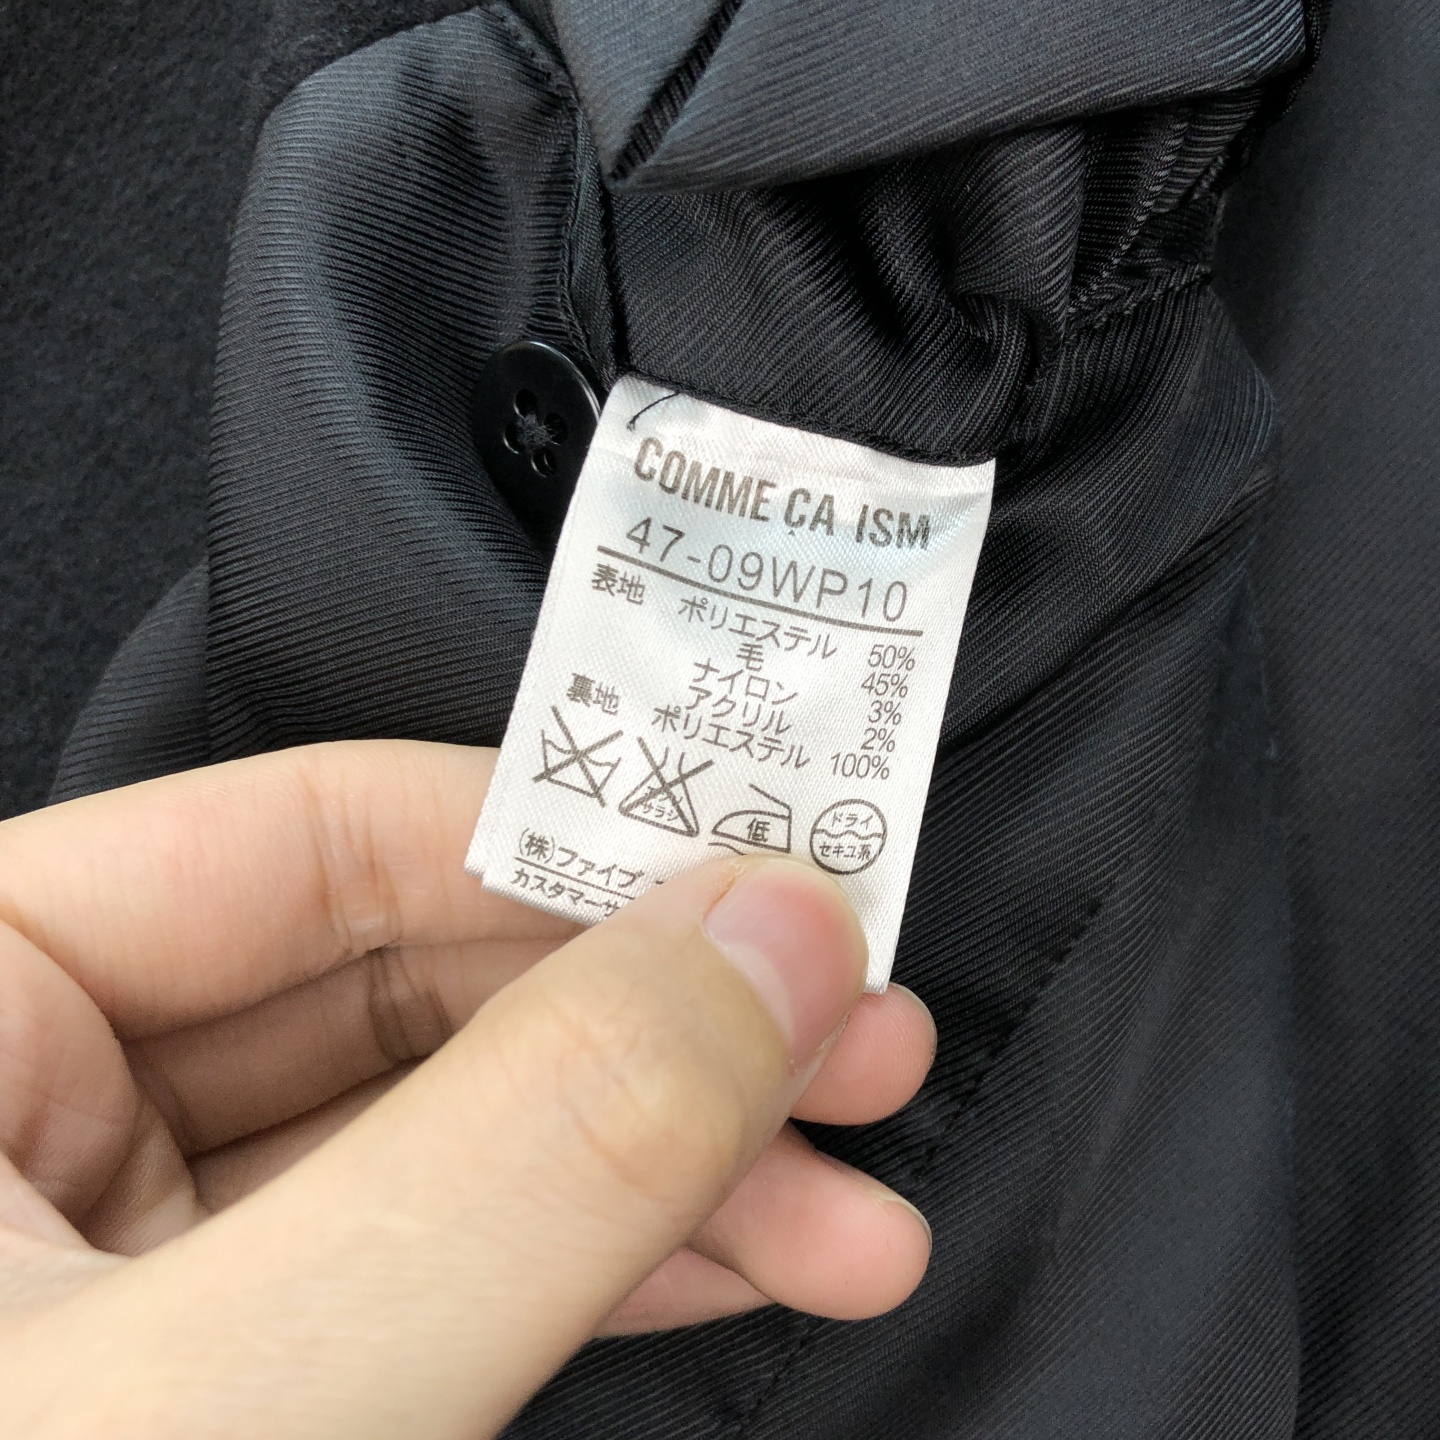 COMME ÇA ISM
47-09WP10
表地 ポリエステル 50%
毛 45%
ナイロン 3%
アクリル 2%
裏地 ポリエステル 100%
サラシ
低
ドライ
セキユ系
(株)ファイブ
カスタマーサ